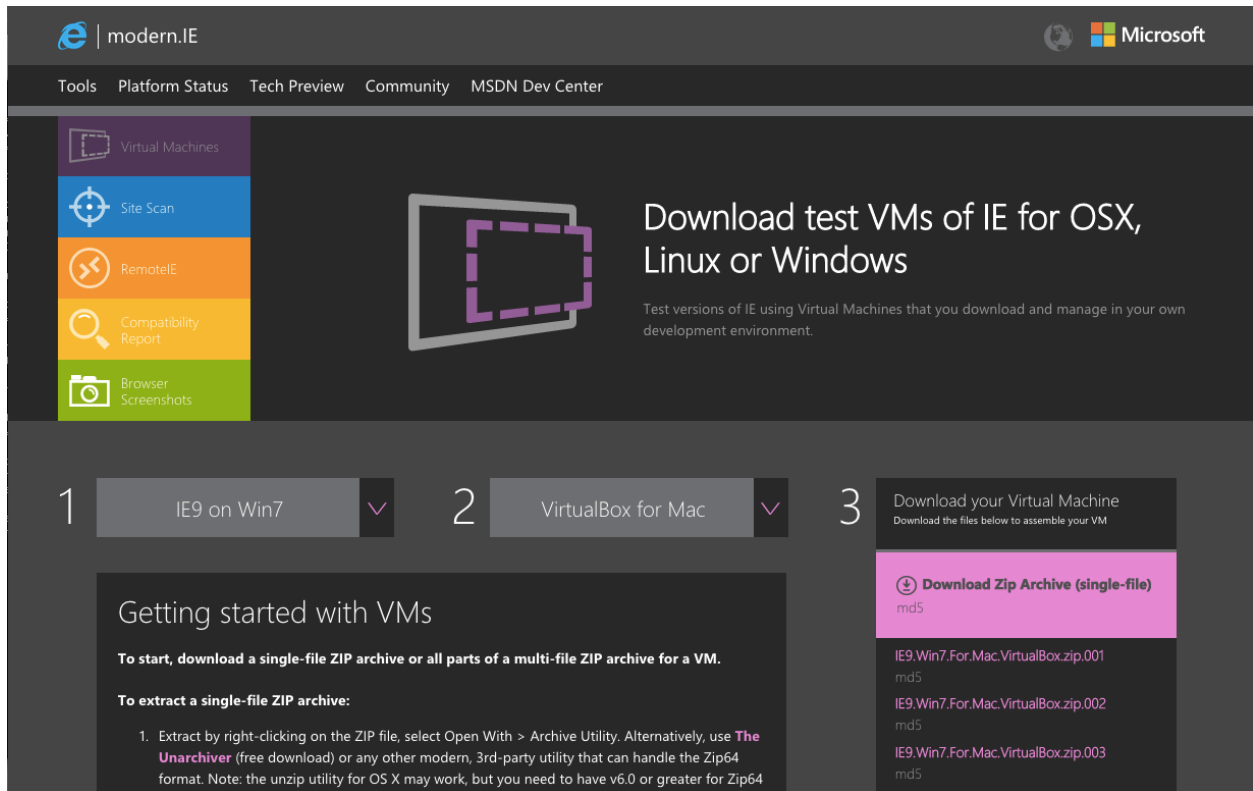 modern.IE
Microsoft
Tools Platform Status Tech Preview Community MSDN Dev Center
Virtual Machines
Site Scan
RemoteIE
Compatibility
Report
Browser
Screenshots
Download test VMs of IE for OSX,
Linux or Windows
Test versions of IE using Virtual Machines that you download and manage in your own
development environment.
1
IE9 on Win7
2
VirtualBox for Mac
3
Download your Virtual Machine
Download the files below to assemble your VM
Download Zip Archive (single-file)
md5
IE9.Win7.For.Mac.VirtualBox.zip.001
md5
IE9.Win7.For.Mac.VirtualBox.zip.002
md5
IE9.Win7.For.Mac.VirtualBox.zip.003
md5
Getting started with VMs
To start, download a single-file ZIP archive or all parts of a multi-file ZIP archive for a VM.
To extract a single-file ZIP archive:
1. Extract by right-clicking on the ZIP file, select Open With > Archive Utility. Alternatively, use The
Unarchiver (free download) or any other modern, 3rd-party utility that can handle the Zip64
format. Note: the unzip utility for OS X may work, but you need to have v6.0 or greater for Zip64